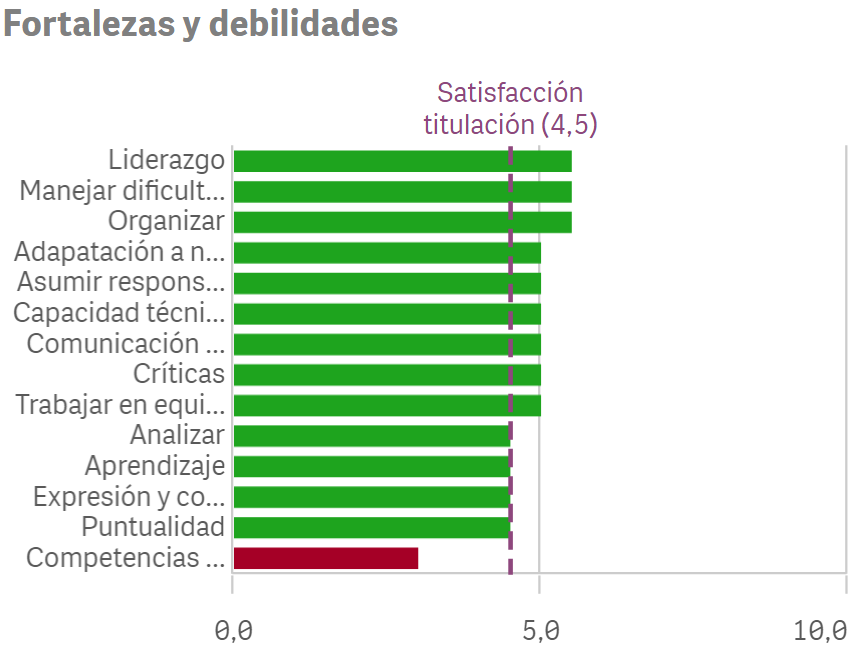 Fortalezas y debilidades
Satisfacción
titulación (4,5)
Liderazgo
Manejar dificult...
Organizar
Adapatación a n...
Asumir respons...
Capacidad técni...
Comunicación ...
Críticas
Trabajar en equi...
Analizar
Aprendizaje
Expresión y co...
Puntualidad
Competencias ...
0,0 5,0 10,0